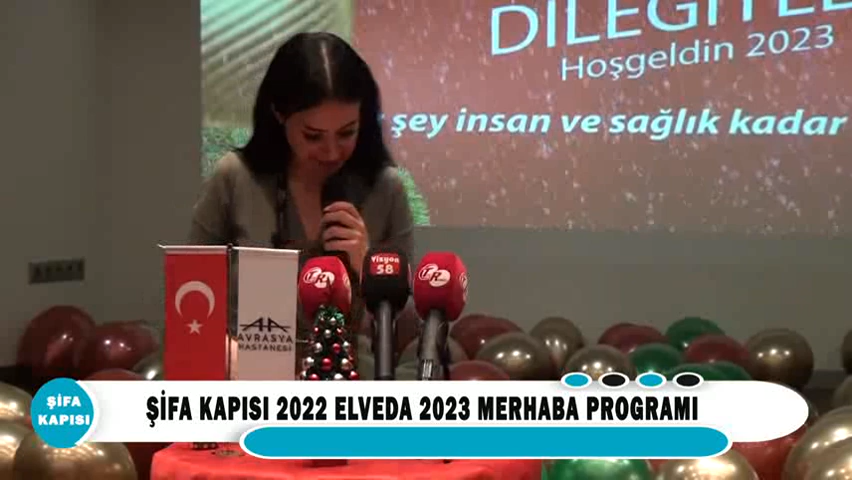 Hoşgeldin 2023
şey insan ve sağlık kadar
Visyon
58
AVRASYA
HASTANESİ
ŞİFA
KAPISI
ŞİFA KAPISI 2022 ELVEDA 2023 MERHABA PROGRAMI